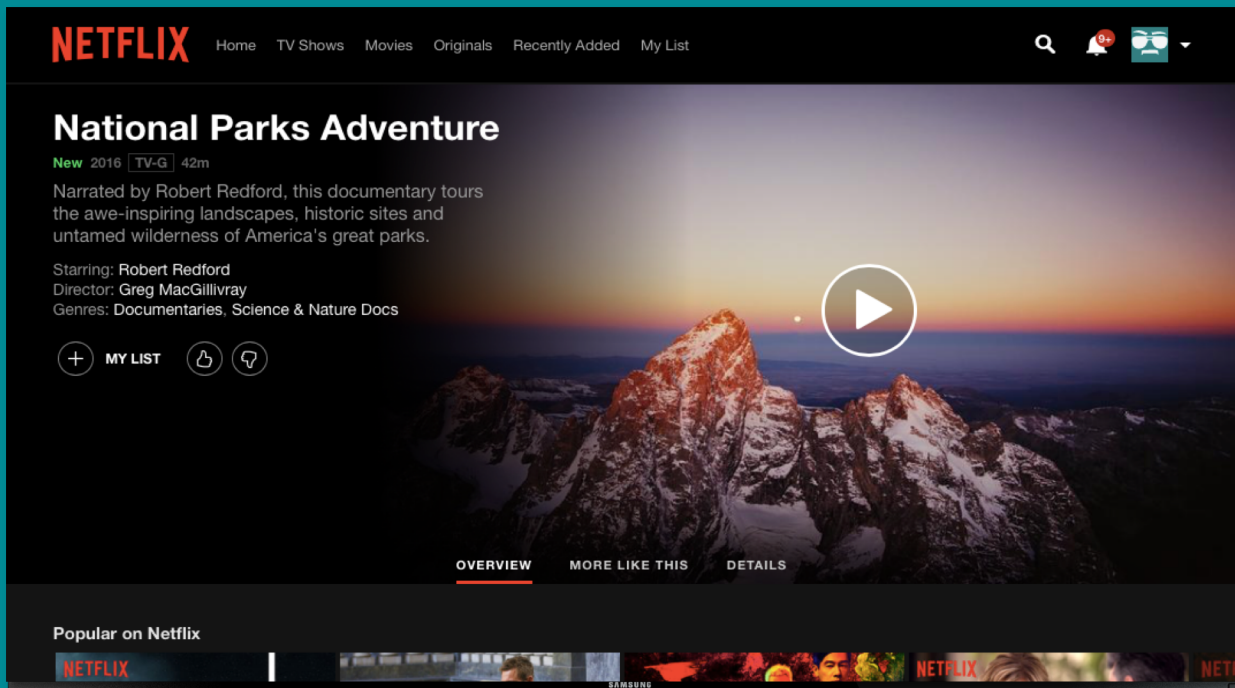 NETFLIX Home TV Shows Movies Originals Recently Added My List 9+
National Parks Adventure
New 2016 TV-G 42m
Narrated by Robert Redford, this documentary tours
the awe-inspiring landscapes, historic sites and
untamed wilderness of America's great parks.
Starring: Robert Redford
Director: Greg MacGillivray
Genres: Documentaries, Science & Nature Docs
MY LIST
OVERVIEW MORE LIKE THIS DETAILS
Popular on Netflix
NETFLIX NETFLIX NET
SAMSUNG